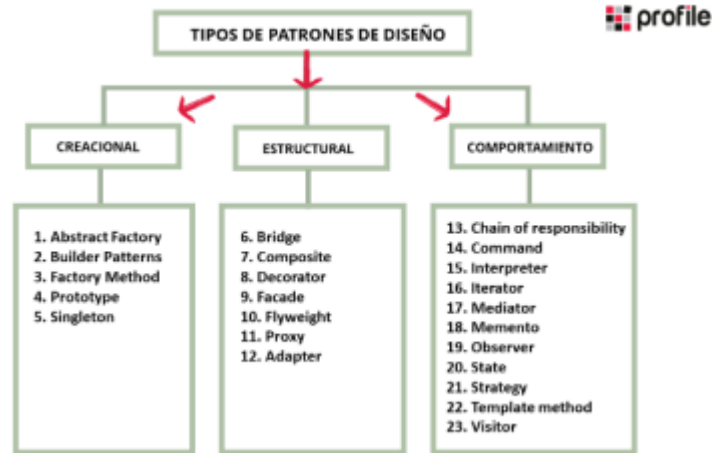 profile
TIPOS DE PATRONES DE DISEÑO
CREACIONAL
ESTRUCTURAL
COMPORTAMIENTO
1. Abstract Factory
2. Builder Patterns
3. Factory Method
4. Prototype
5. Singleton
6. Bridge
7. Composite
8. Decorator
9. Facade
10. Flyweight
11. Proxy
12. Adapter
13. Chain of responsibility
14. Command
15. Interpreter
16. Iterator
17. Mediator
18. Memento
19. Observer
20. State
21. Strategy
22. Template method
23. Visitor